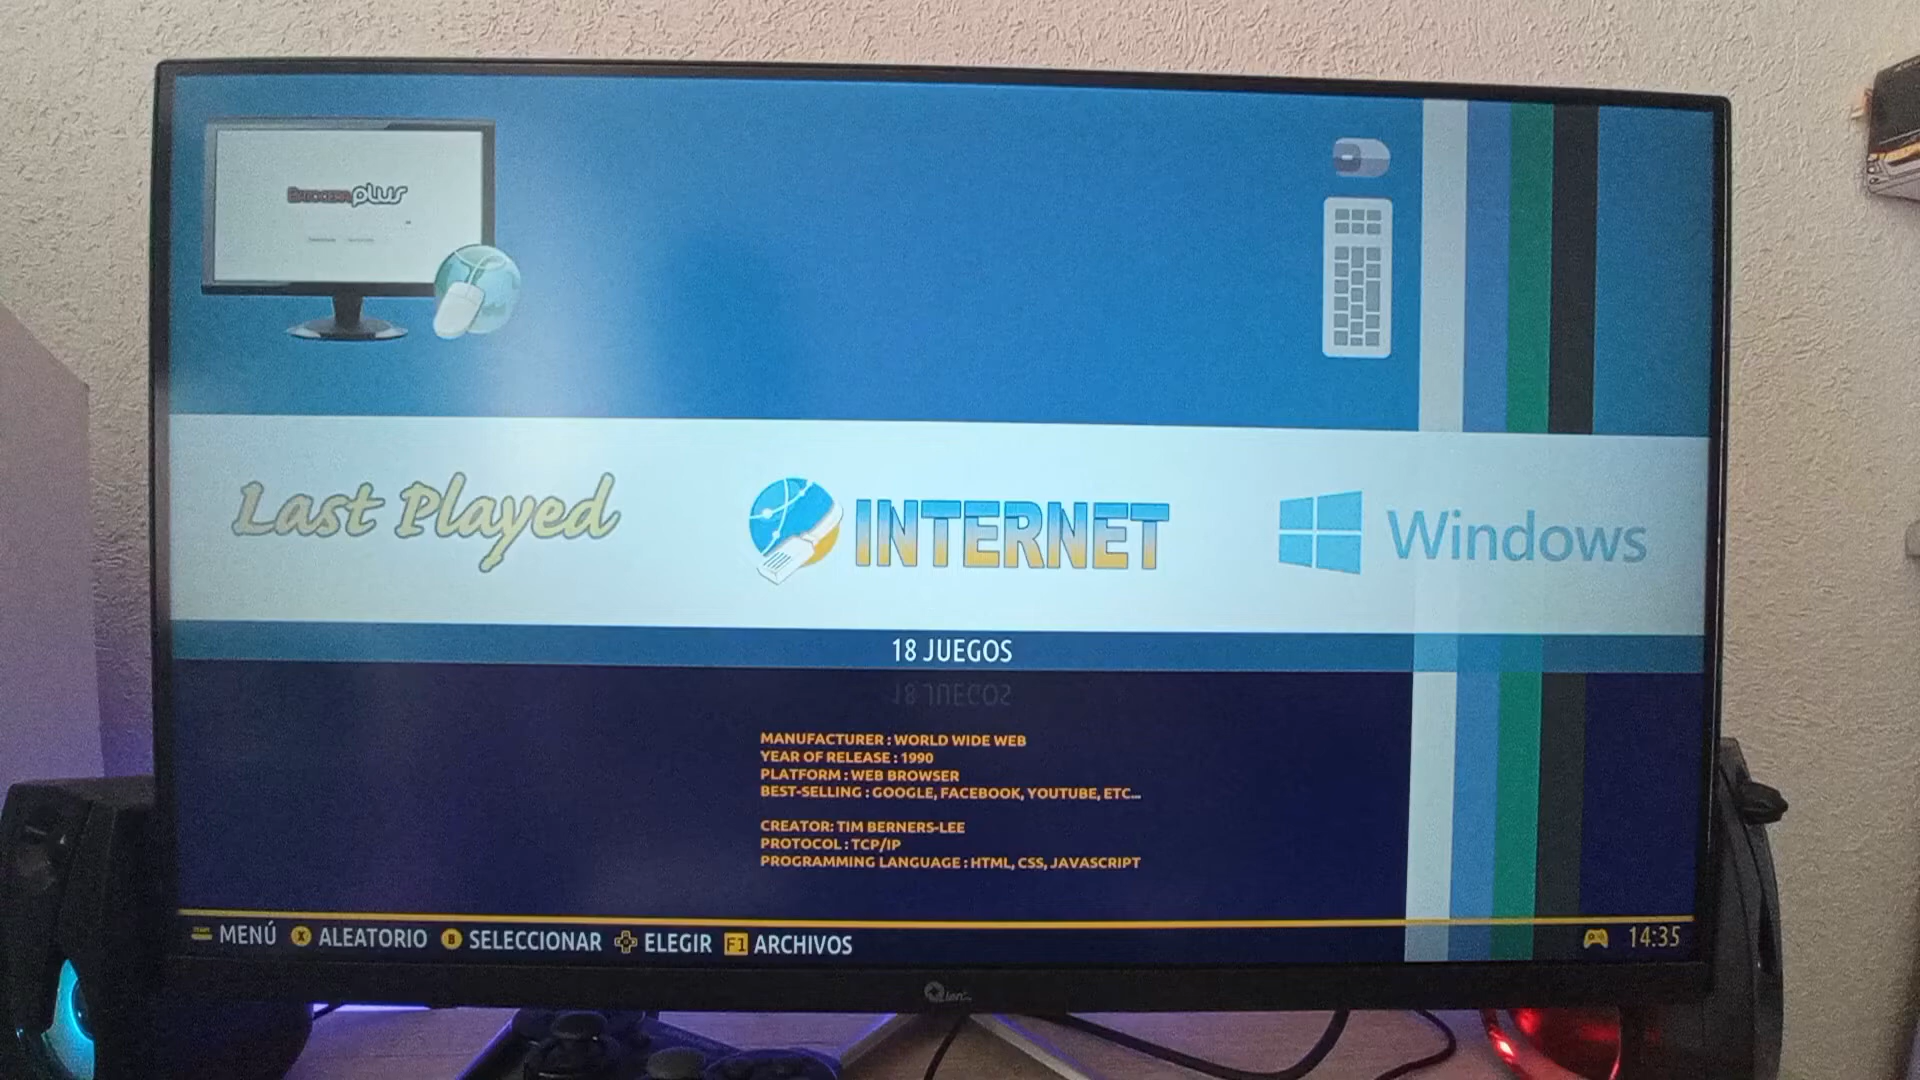 plus
Last Played
INTERNET
Windows
18 JUEGOS
MANUFACTURER : WORLD WIDE WEB
YEAR OF RELEASE : 1990
PLATFORM : WEB BROWSER
BEST-SELLING : GOOGLE, FACEBOOK, YOUTUBE, ETC...
CREATOR: TIM BERNERS-LEE
PROTOCOL : TCP/IP
PROGRAMMING LANGUAGE : HTML, CSS, JAVASCRIPT
MENÚ X ALEATORIO B SELECCIONAR ELEGIR F1 ARCHIVOS 14:35